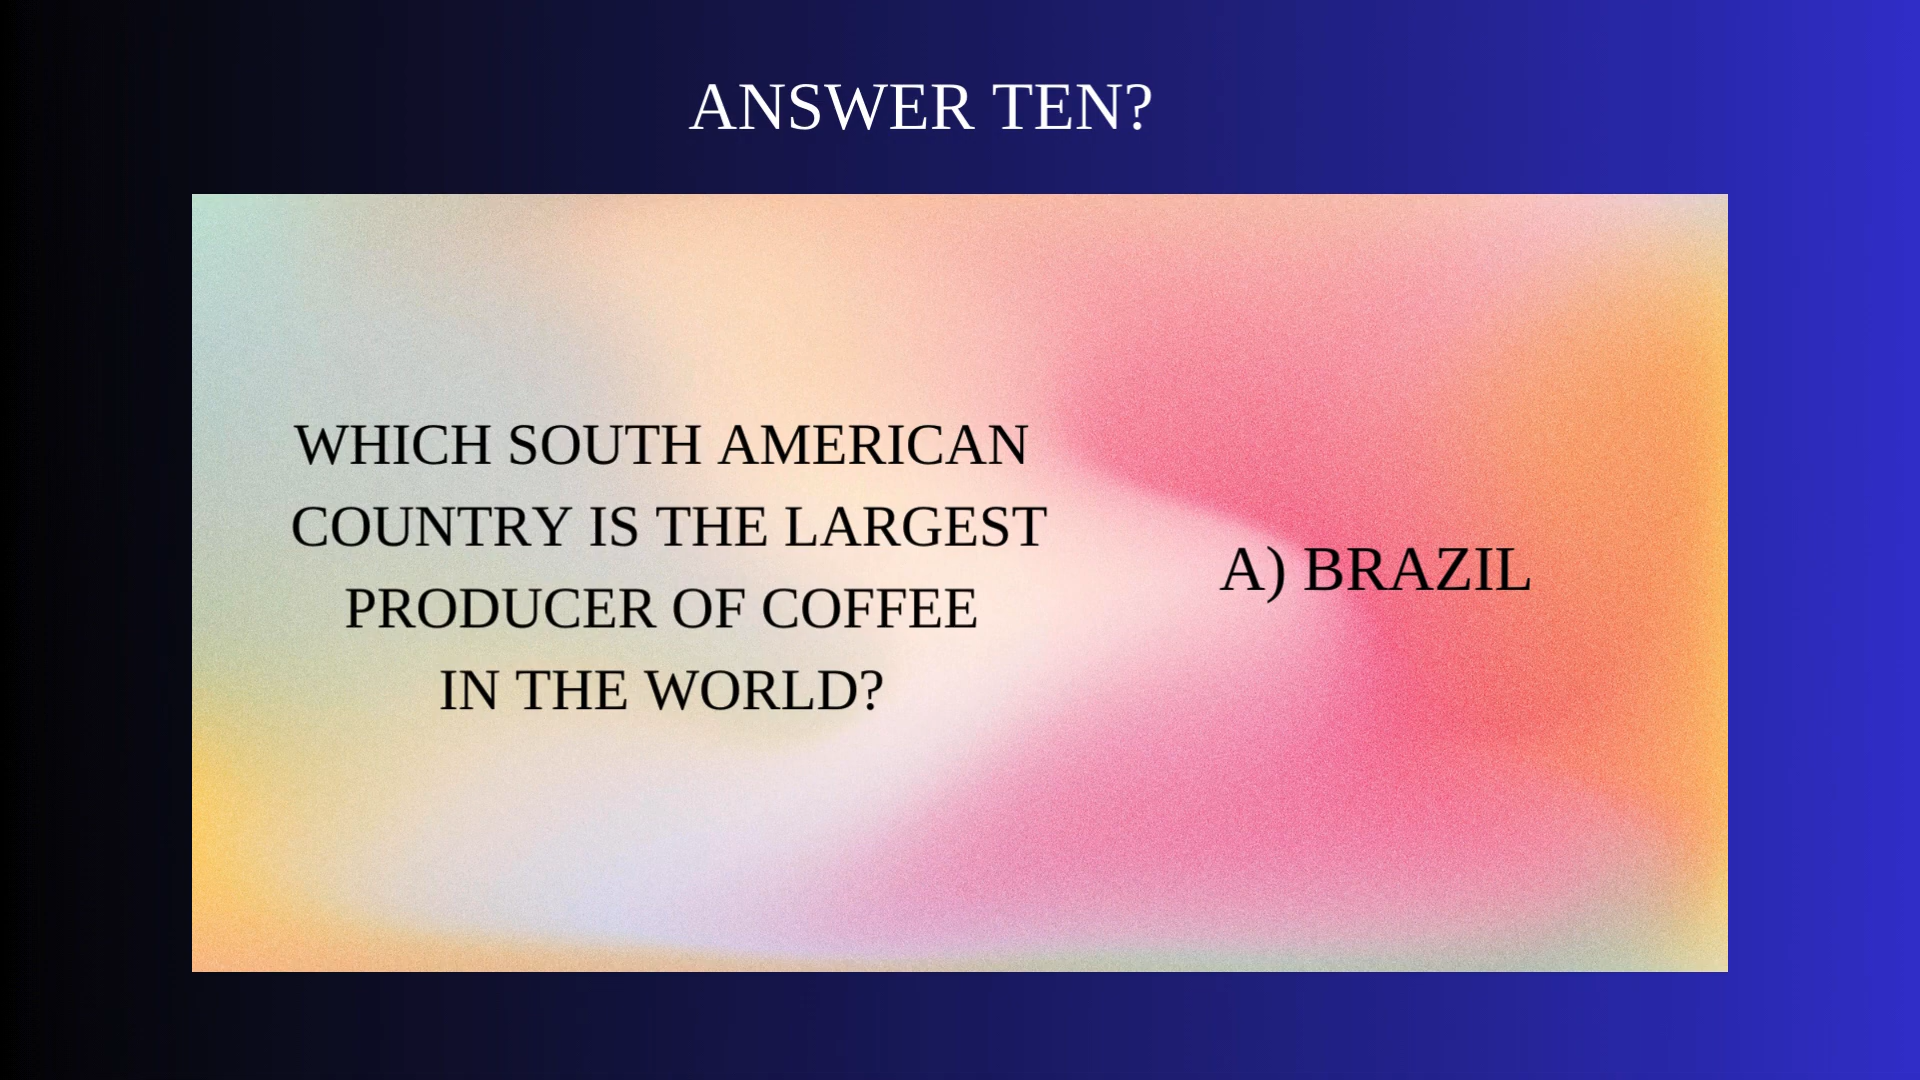 ANSWER TEN?
WHICH SOUTH AMERICAN
COUNTRY IS THE LARGEST
PRODUCER OF COFFEE
IN THE WORLD?
A) BRAZIL